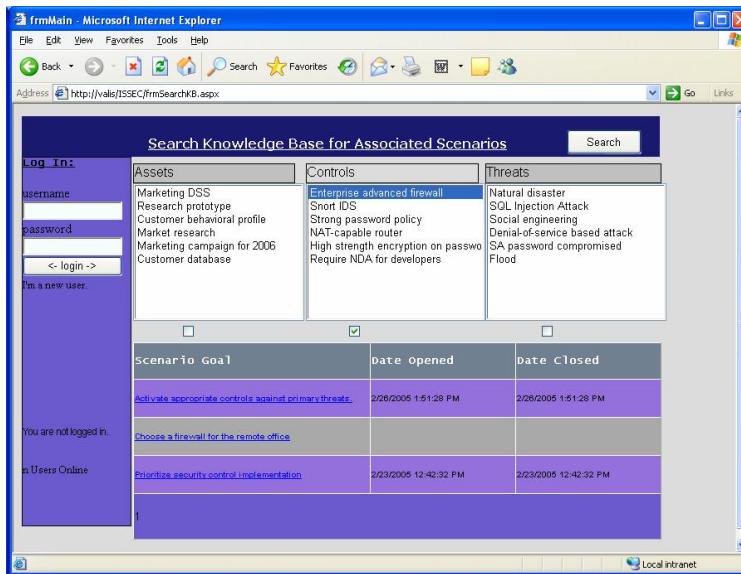 frmMain - Microsoft Internet Explorer
File Edit View Favorites Tools Help
Back Search Favorites
Address http://valis/ISSEC/frmSearchKB.aspx Go Links
Search Knowledge Base for Associated Scenarios Search
Log In:
username
password
<- login ->
I'm a new user.
You are not logged in.
n Users Online
Assets Controls Threats
Marketing DSS Enterprise advanced firewall Natural disaster
Research prototype Snort IDS SQL Injection Attack
Customer behavioral profile Strong password policy Social engineering
Market research NAT-capable router Denial-of-service based attack
Marketing campaign for 2006 High strength encryption on passwo SA password compromised
Customer database Require NDA for developers Flood
Scenario Goal Date Opened Date Closed
Activate appropriate controls against primary threats. 2/26/2005 1:51:28 PM 2/26/2005 1:51:28 PM
Choose a firewall for the remote office
Prioritize security control implementation 2/23/2005 12:42:32 PM 2/23/2005 12:42:32 PM
1
Local intranet